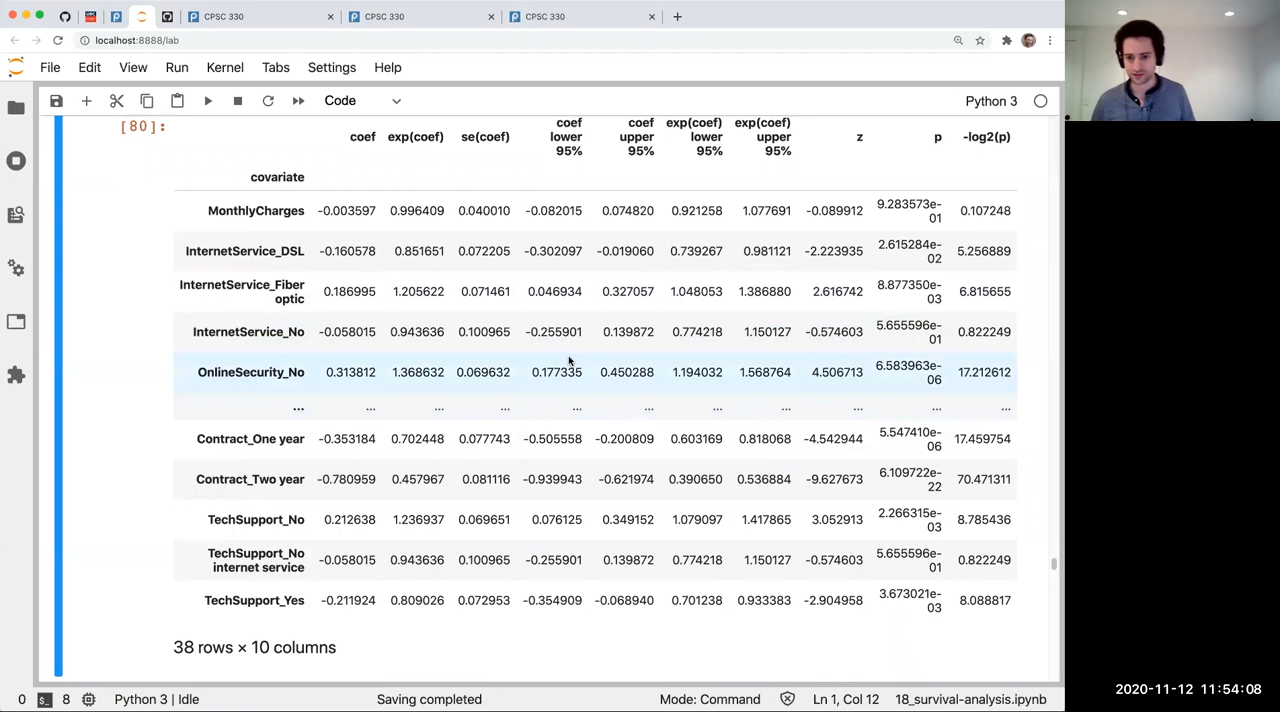 CPSC 330
CPSC 330
CPSC 330
localhost:8888/lab
File Edit View Run Kernel Tabs Settings Help
Code
Python 3
[80]:
coef exp(coef) se(coef) coef lower 95% coef upper 95% exp(coef) lower 95% exp(coef) upper 95% z p -log2(p)
covariate
MonthlyCharges -0.003597 0.996409 0.040010 -0.082015 0.074820 0.921258 1.077691 -0.089912 9.283573e-01 0.107248
InternetService_DSL -0.160578 0.851651 0.072205 -0.302097 -0.019060 0.739267 0.981121 -2.223935 2.615284e-02 5.256889
InternetService_Fiber optic 0.186995 1.205622 0.071461 0.046934 0.327057 1.048053 1.386880 2.616742 8.877350e-03 6.815655
InternetService_No -0.058015 0.943636 0.100965 -0.255901 0.139872 0.774218 1.150127 -0.574603 5.655596e-01 0.822249
OnlineSecurity_No 0.313812 1.368632 0.069632 0.177335 0.450288 1.194032 1.568764 4.506713 6.583963e-06 17.212612
... ... ... ... ... ... ... ... ... ... ...
Contract_One year -0.353184 0.702448 0.077743 -0.505558 -0.200809 0.603169 0.818068 -4.542944 5.547410e-06 17.459754
Contract_Two year -0.780959 0.457967 0.081116 -0.939943 -0.621974 0.390650 0.536884 -9.627673 6.109722e-22 70.471311
TechSupport_No 0.212638 1.236937 0.069651 0.076125 0.349152 1.079097 1.417865 3.052913 2.266315e-03 8.785436
TechSupport_No internet service -0.058015 0.943636 0.100965 -0.255901 0.139872 0.774218 1.150127 -0.574603 5.655596e-01 0.822249
TechSupport_Yes -0.211924 0.809026 0.072953 -0.354909 -0.068940 0.701238 0.933383 -2.904958 3.673021e-03 8.088817
38 rows × 10 columns
0 8 Python 3 | Idle Saving completed Mode: Command Ln 1, Col 12 18_survival-analysis.ipynb
2020-11-12 11:54:08